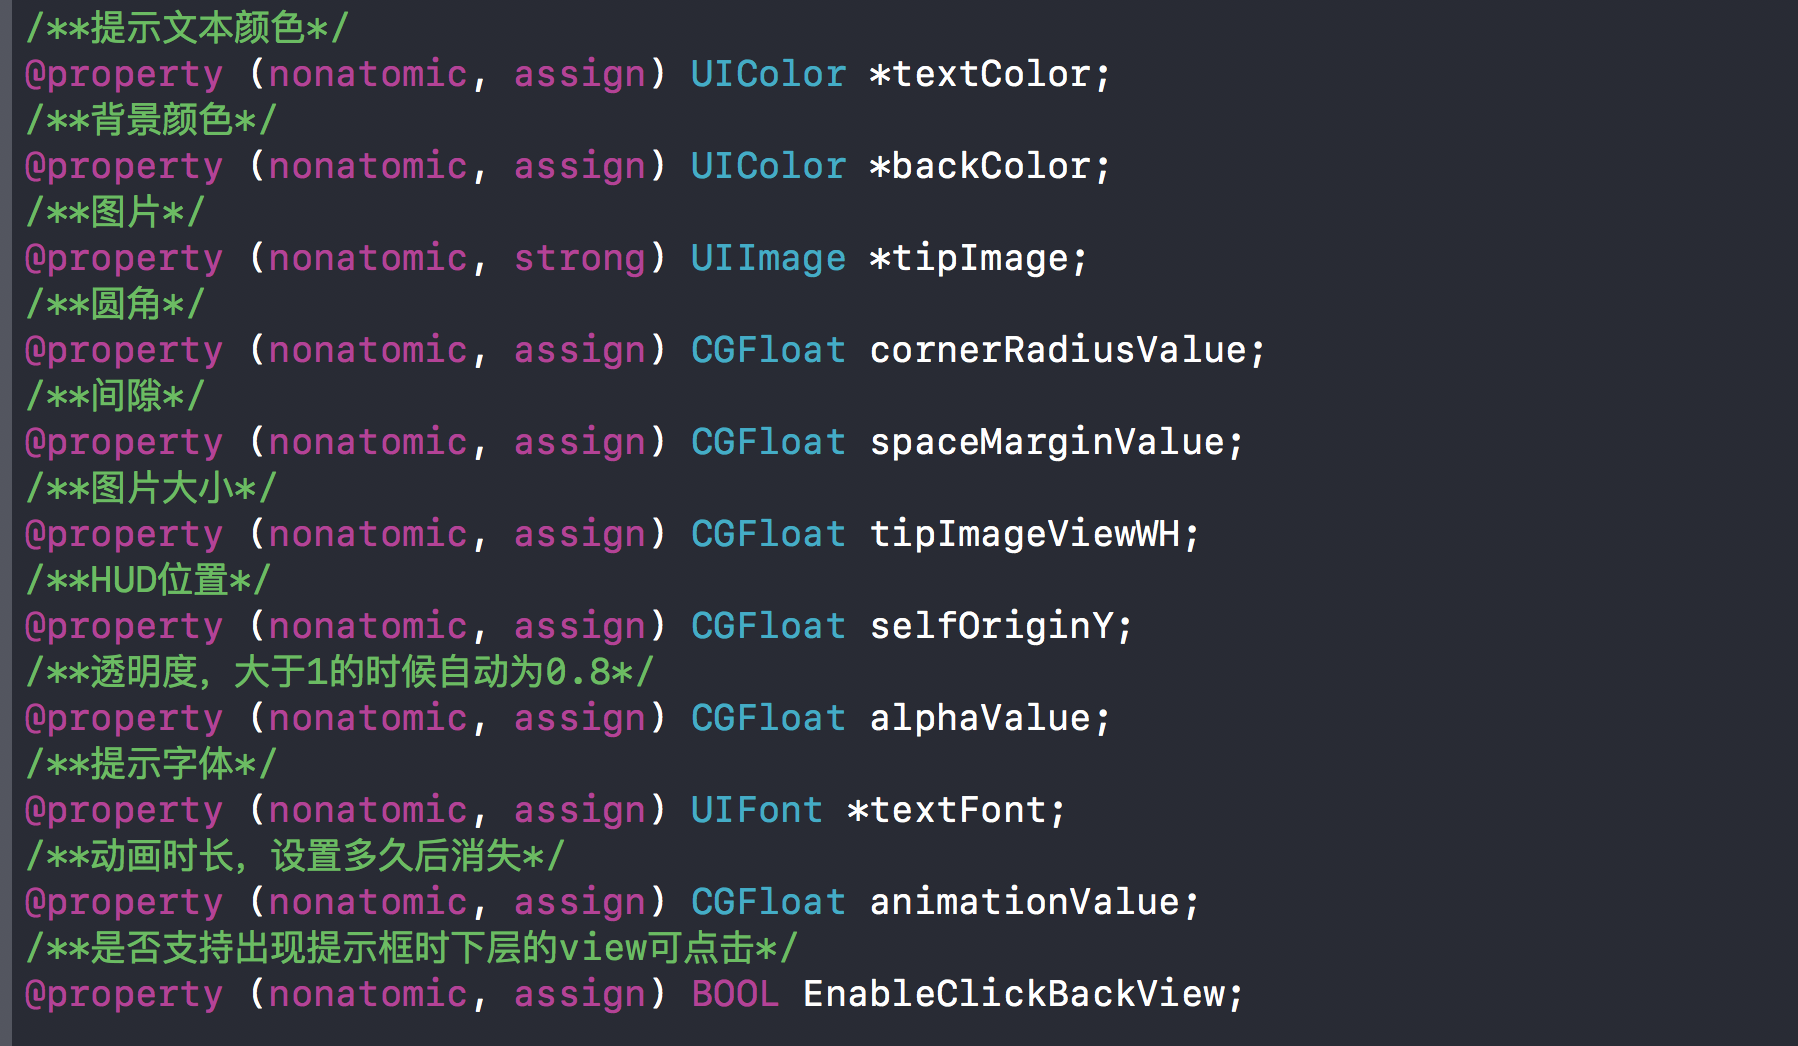 /**提示文本颜色*/
@property (nonatomic, assign) UIColor *textColor;
/**背景颜色*/
@property (nonatomic, assign) UIColor *backColor;
/**图片*/
@property (nonatomic, strong) UIImage *tipImage;
/**圆角*/
@property (nonatomic, assign) CGFloat cornerRadiusValue;
/**间隙*/
@property (nonatomic, assign) CGFloat spaceMarginValue;
/**图片大小*/
@property (nonatomic, assign) CGFloat tipImageViewWH;
/**HUD位置*/
@property (nonatomic, assign) CGFloat selfOriginY;
/**透明度，大于1的时候自动为0.8*/
@property (nonatomic, assign) CGFloat alphaValue;
/**提示字体*/
@property (nonatomic, assign) UIFont *textFont;
/**动画时长，设置多久后消失*/
@property (nonatomic, assign) CGFloat animationValue;
/**是否支持出现提示框时下层的view可点击*/
@property (nonatomic, assign) BOOL EnableClickBackView;